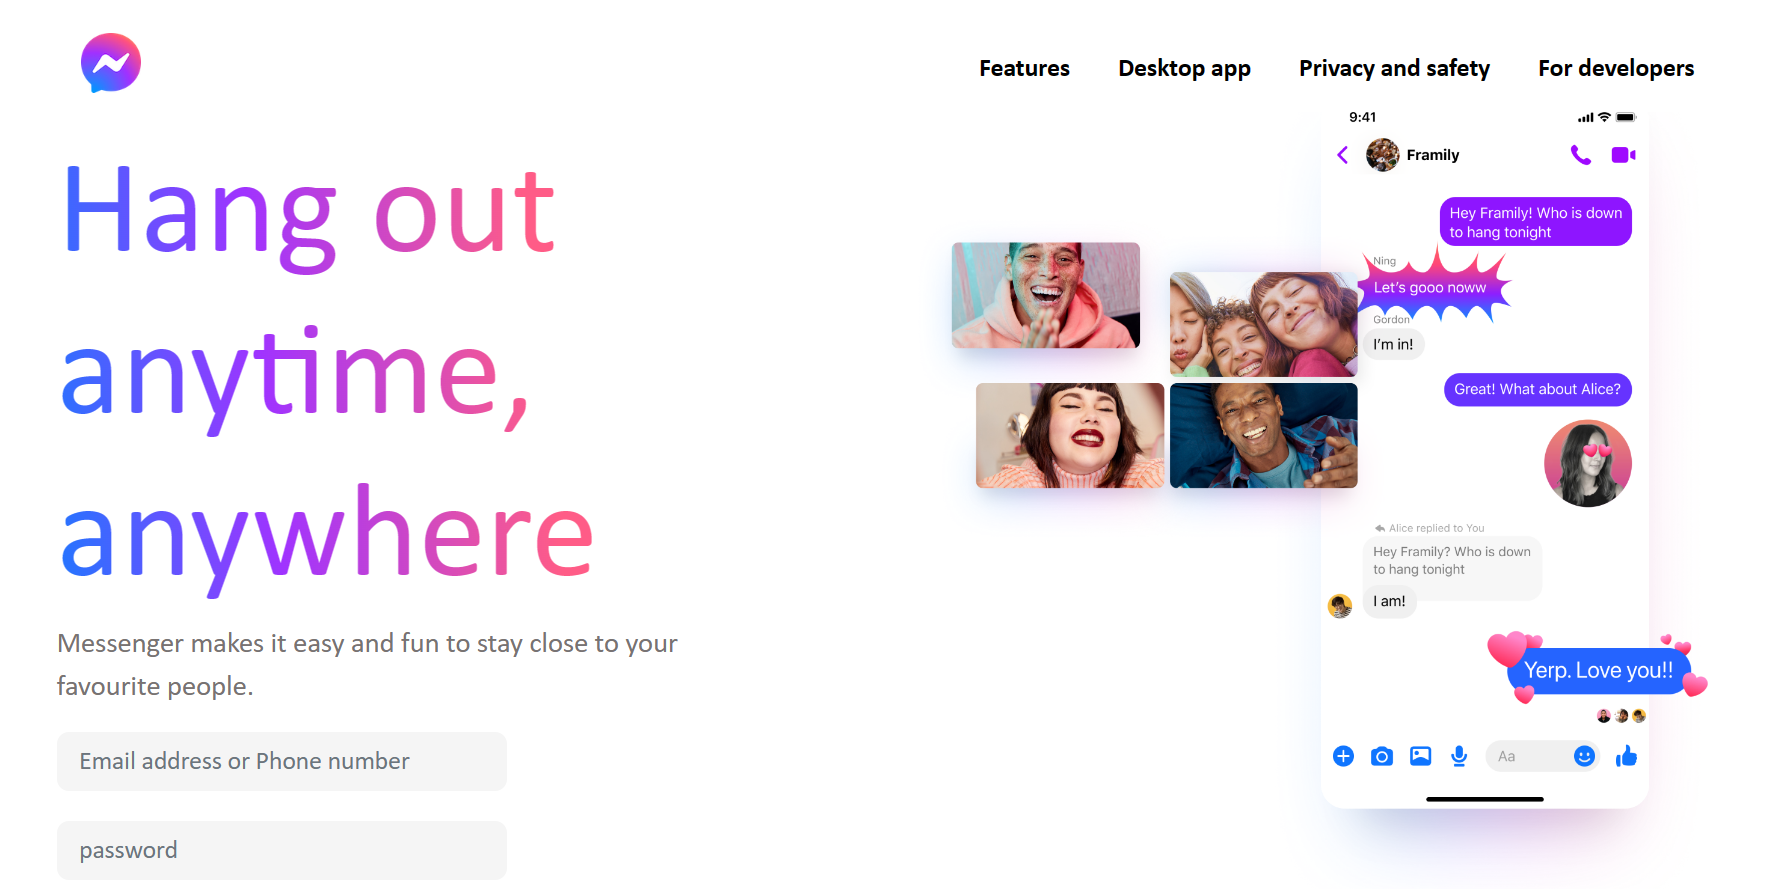 Features
Desktop app
Privacy and safety
For developers
Hang out
anytime,
anywhere
Messenger makes it easy and fun to stay close to your
favourite people.
Email address or Phone number
password
9:41
Framily
Hey Framily! Who is down
to hang tonight
Ning
Let's gooo noww
Gordon
I'm in!
Great! What about Alice?
Alice replied to You
Hey Framily? Who is down
to hang tonight
I am!
Yerp. Love you!!
Aa